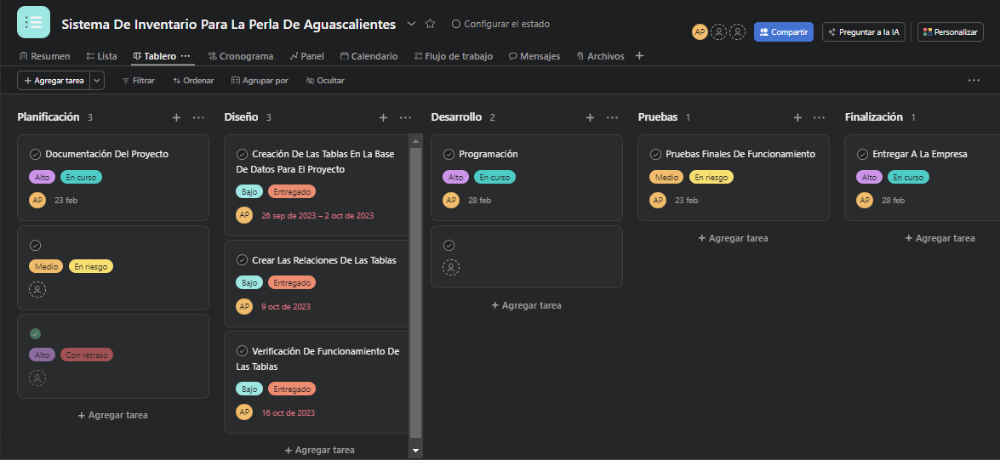 Sistema De Inventario Para La Perla De Aguascalientes
Configurar el estado
AP
Compartir
Preguntar a la IA
Personalizar
Resumen
Lista
Tablero
Cronograma
Panel
Calendario
Flujo de trabajo
Mensajes
Archivos
+ Agregar tarea
Filtrar
Ordenar
Agrupar por
Ocultar
Planificación 3
Documentación Del Proyecto
Alto En curso
AP 23 feb
Medio En riesgo
Alto Con retraso
+ Agregar tarea
Diseño 3
Creación De Las Tablas En La Base
De Datos Para El Proyecto
Bajo Entregado
AP 26 sep de 2023 – 2 oct de 2023
Crear Las Relaciones De Las Tablas
Bajo Entregado
AP 9 oct de 2023
Verificación De Funcionamiento De
Las Tablas
Bajo Entregado
AP 16 oct de 2023
+ Agregar tarea
Desarrollo 2
Programación
Alto En curso
AP 28 feb
+ Agregar tarea
Pruebas 1
Pruebas Finales De Funcionamiento
Medio En riesgo
AP 23 feb
+ Agregar tarea
Finalización 1
Entregar A La Empresa
Alto En curso
AP 28 feb
+ Agregar tarea